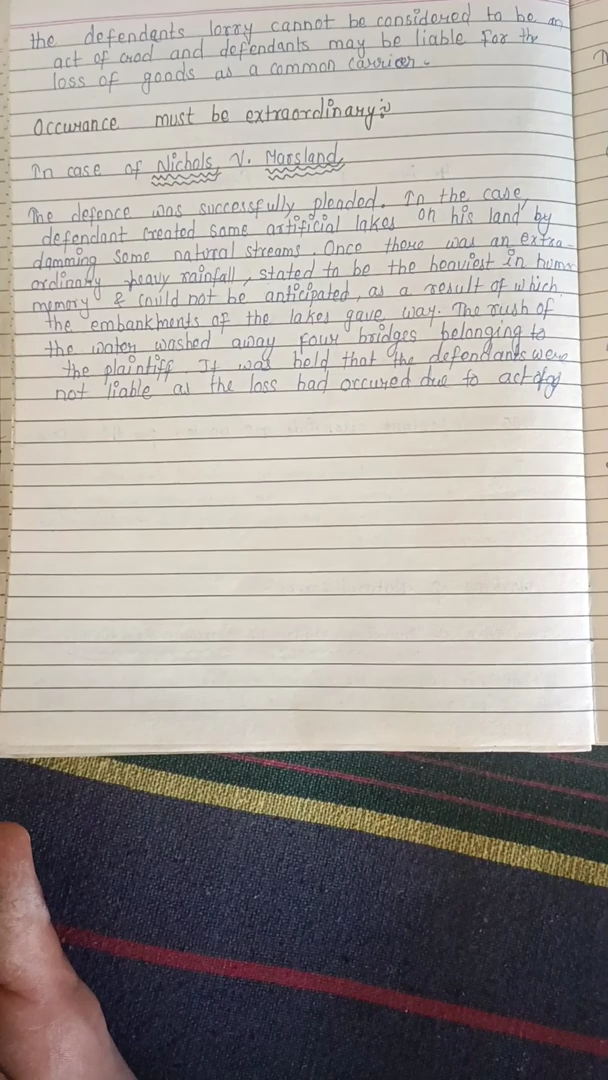 the defendants lorry cannot be considered to be an
act of God and defendants may be liable for the
loss of goods as a common carrier.
Occurance must be extraordinary:
In case of Nichols V. Marsland,
The defence was successfully pleaded. In the case,
defendant created some artificial lakes on his land by
damming some natural streams. Once there was an extra-
ordinary heavy rainfall, stated to be the heaviest in human
memory & could not be anticipated, as a result of which
the embankments of the lakes gave way. The rush of
the water washed away four bridges belonging to
the plaintiff. It was held that the defendants were
not liable as the loss had occured due to act of g